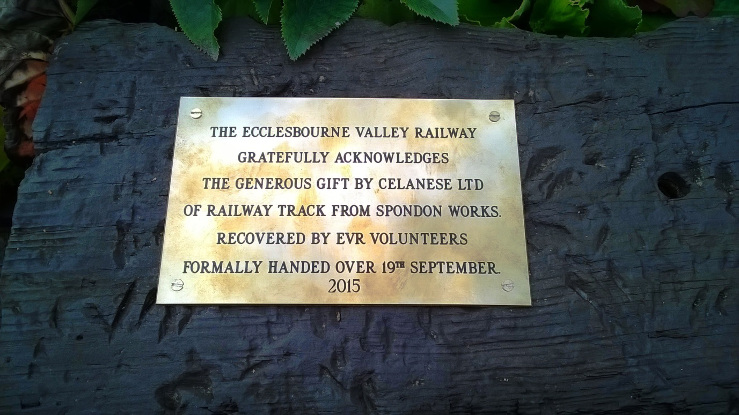 THE ECCLESBOURNE VALLEY RAILWAY
GRATEFULLY ACKNOWLEDGES
THE GENEROUS GIFT BY CELANESE LTD
OF RAILWAY TRACK FROM SPONDON WORKS.
RECOVERED BY EVR VOLUNTEERS
FORMALLY HANDED OVER 19TH SEPTEMBER.
2015